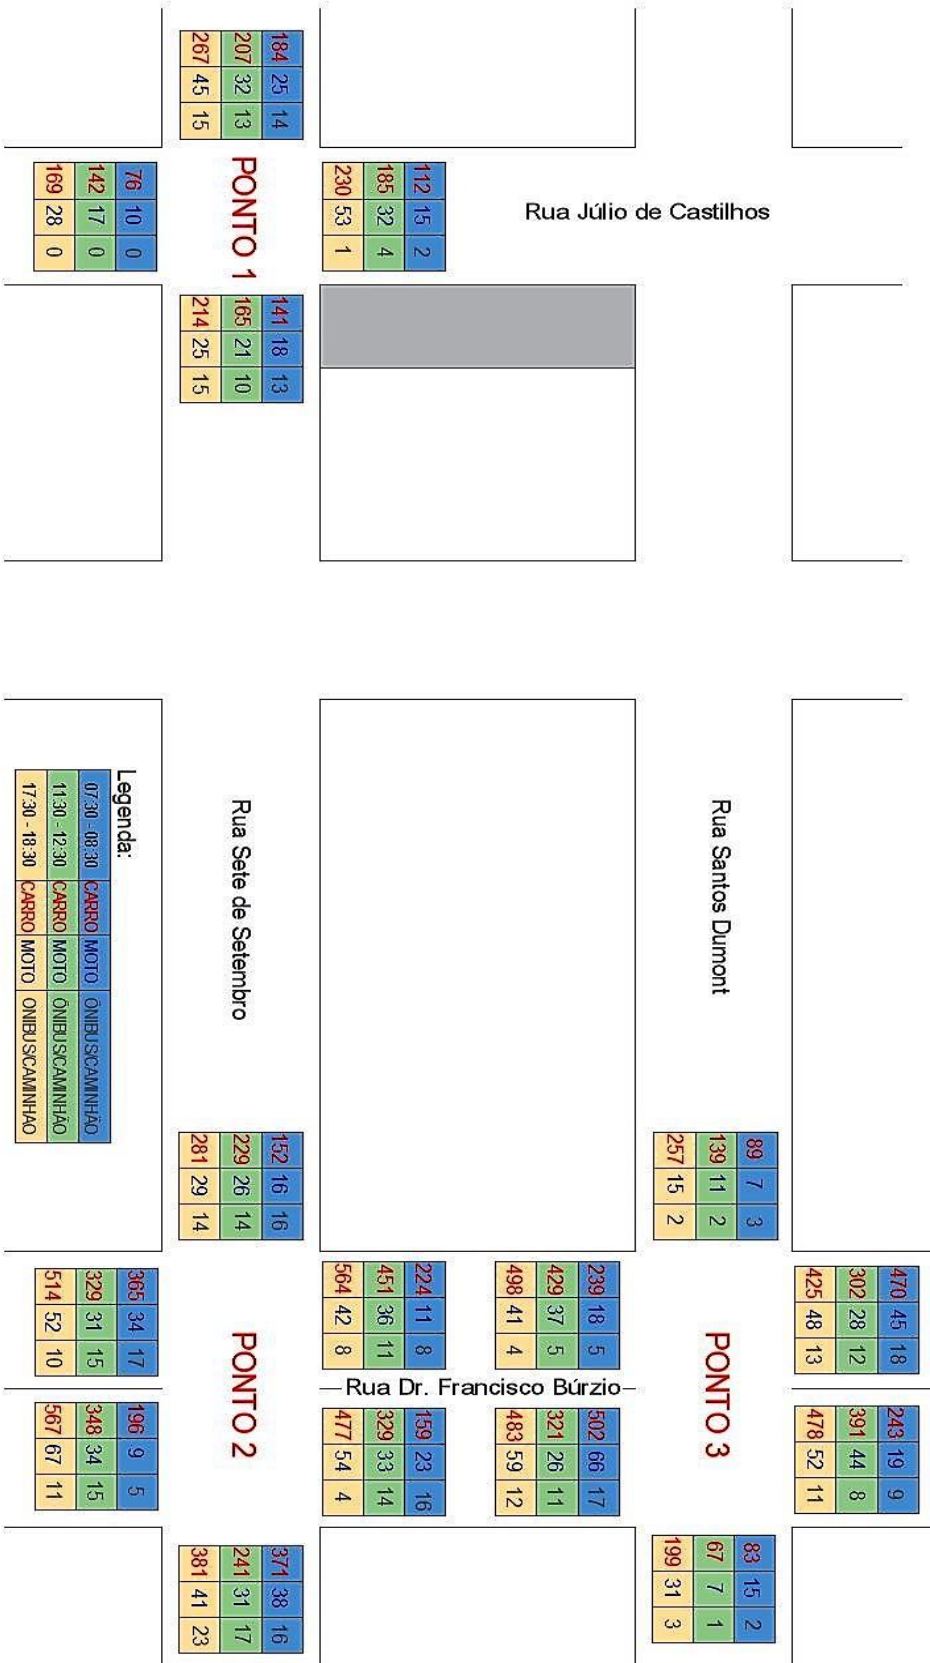 184 25 14
207 32 13
267 45 15
PONTO 1
76 10 0
142 17 0
169 28 0
112 15 2
185 32 4
230 53 1
Rua Júlio de Castilhos
141 18 13
165 21 10
214 25 15
Legenda:
07:30 - 08:30 CARRO MOTO ÔNIBUS/CAMINHÃO
11:30 - 12:30 CARRO MOTO ÔNIBUS/CAMINHÃO
17:30 - 18:30 CARRO MOTO ONIBUS/CAMINHAO
Rua Sete de Setembro
Rua Santos Dumont
152 16 16
229 26 14
281 29 14
89 7 3
139 11 2
257 15 2
365 34 17
329 31 15
514 52 10
PONTO 2
224 11 8
451 36 11
564 42 8
239 18 5
429 37 5
498 41 4
PONTO 3
470 45 18
302 28 12
425 48 13
Rua Dr. Francisco Búrzio
196 9 5
348 34 15
567 67 11
159 23 16
329 33 14
477 54 4
502 66 17
321 26 11
483 59 12
243 19 9
391 44 8
478 52 11
371 38 16
241 31 17
381 41 23
83 15 2
67 7 1
199 31 3